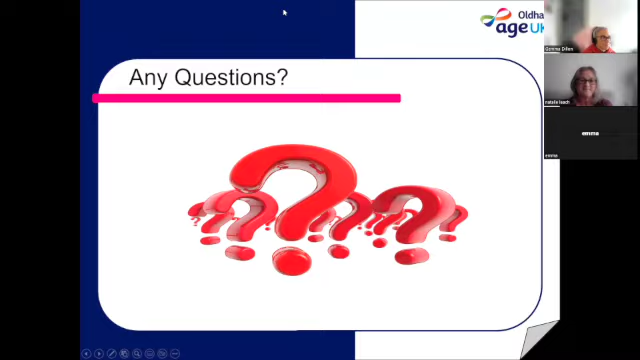 Oldha
age UK
Any Questions?
Gemma Dillon
natalie leach
emma
emma